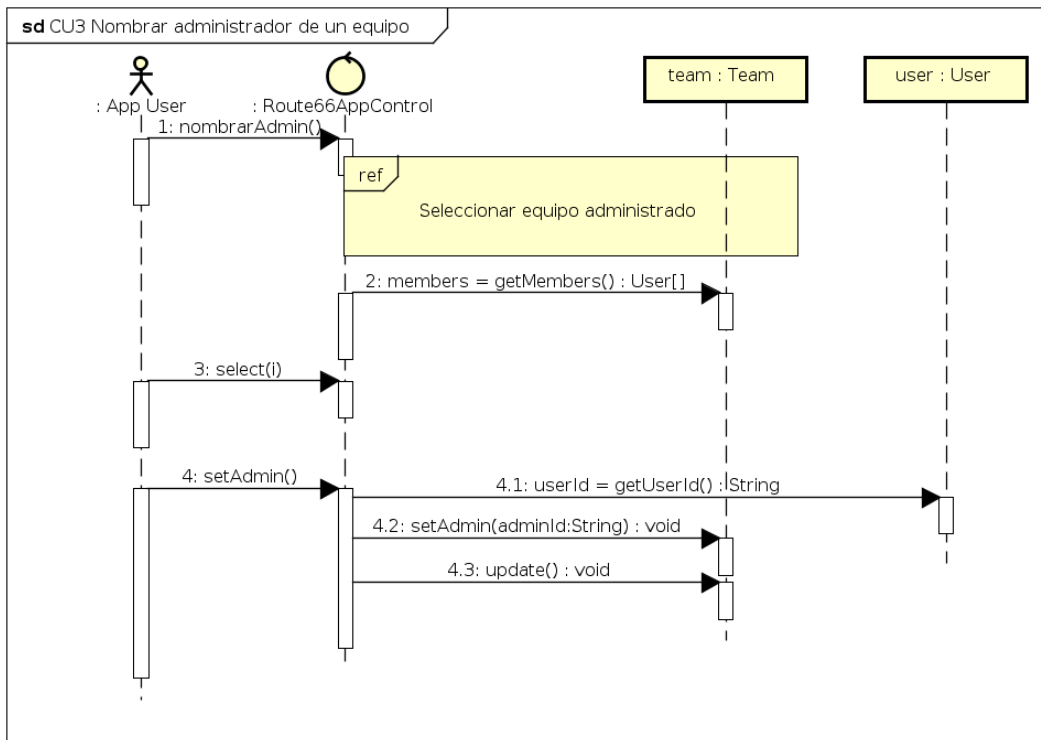 sd CU3 Nombrar administrador de un equipo
: App User
: Route66AppControl
team : Team
user : User
1: nombrarAdmin()
ref
Seleccionar equipo administrado
2: members = getMembers() : User[]
3: select(i)
4: setAdmin()
4.1: userId = getUserId() : String
4.2: setAdmin(adminId:String) : void
4.3: update() : void